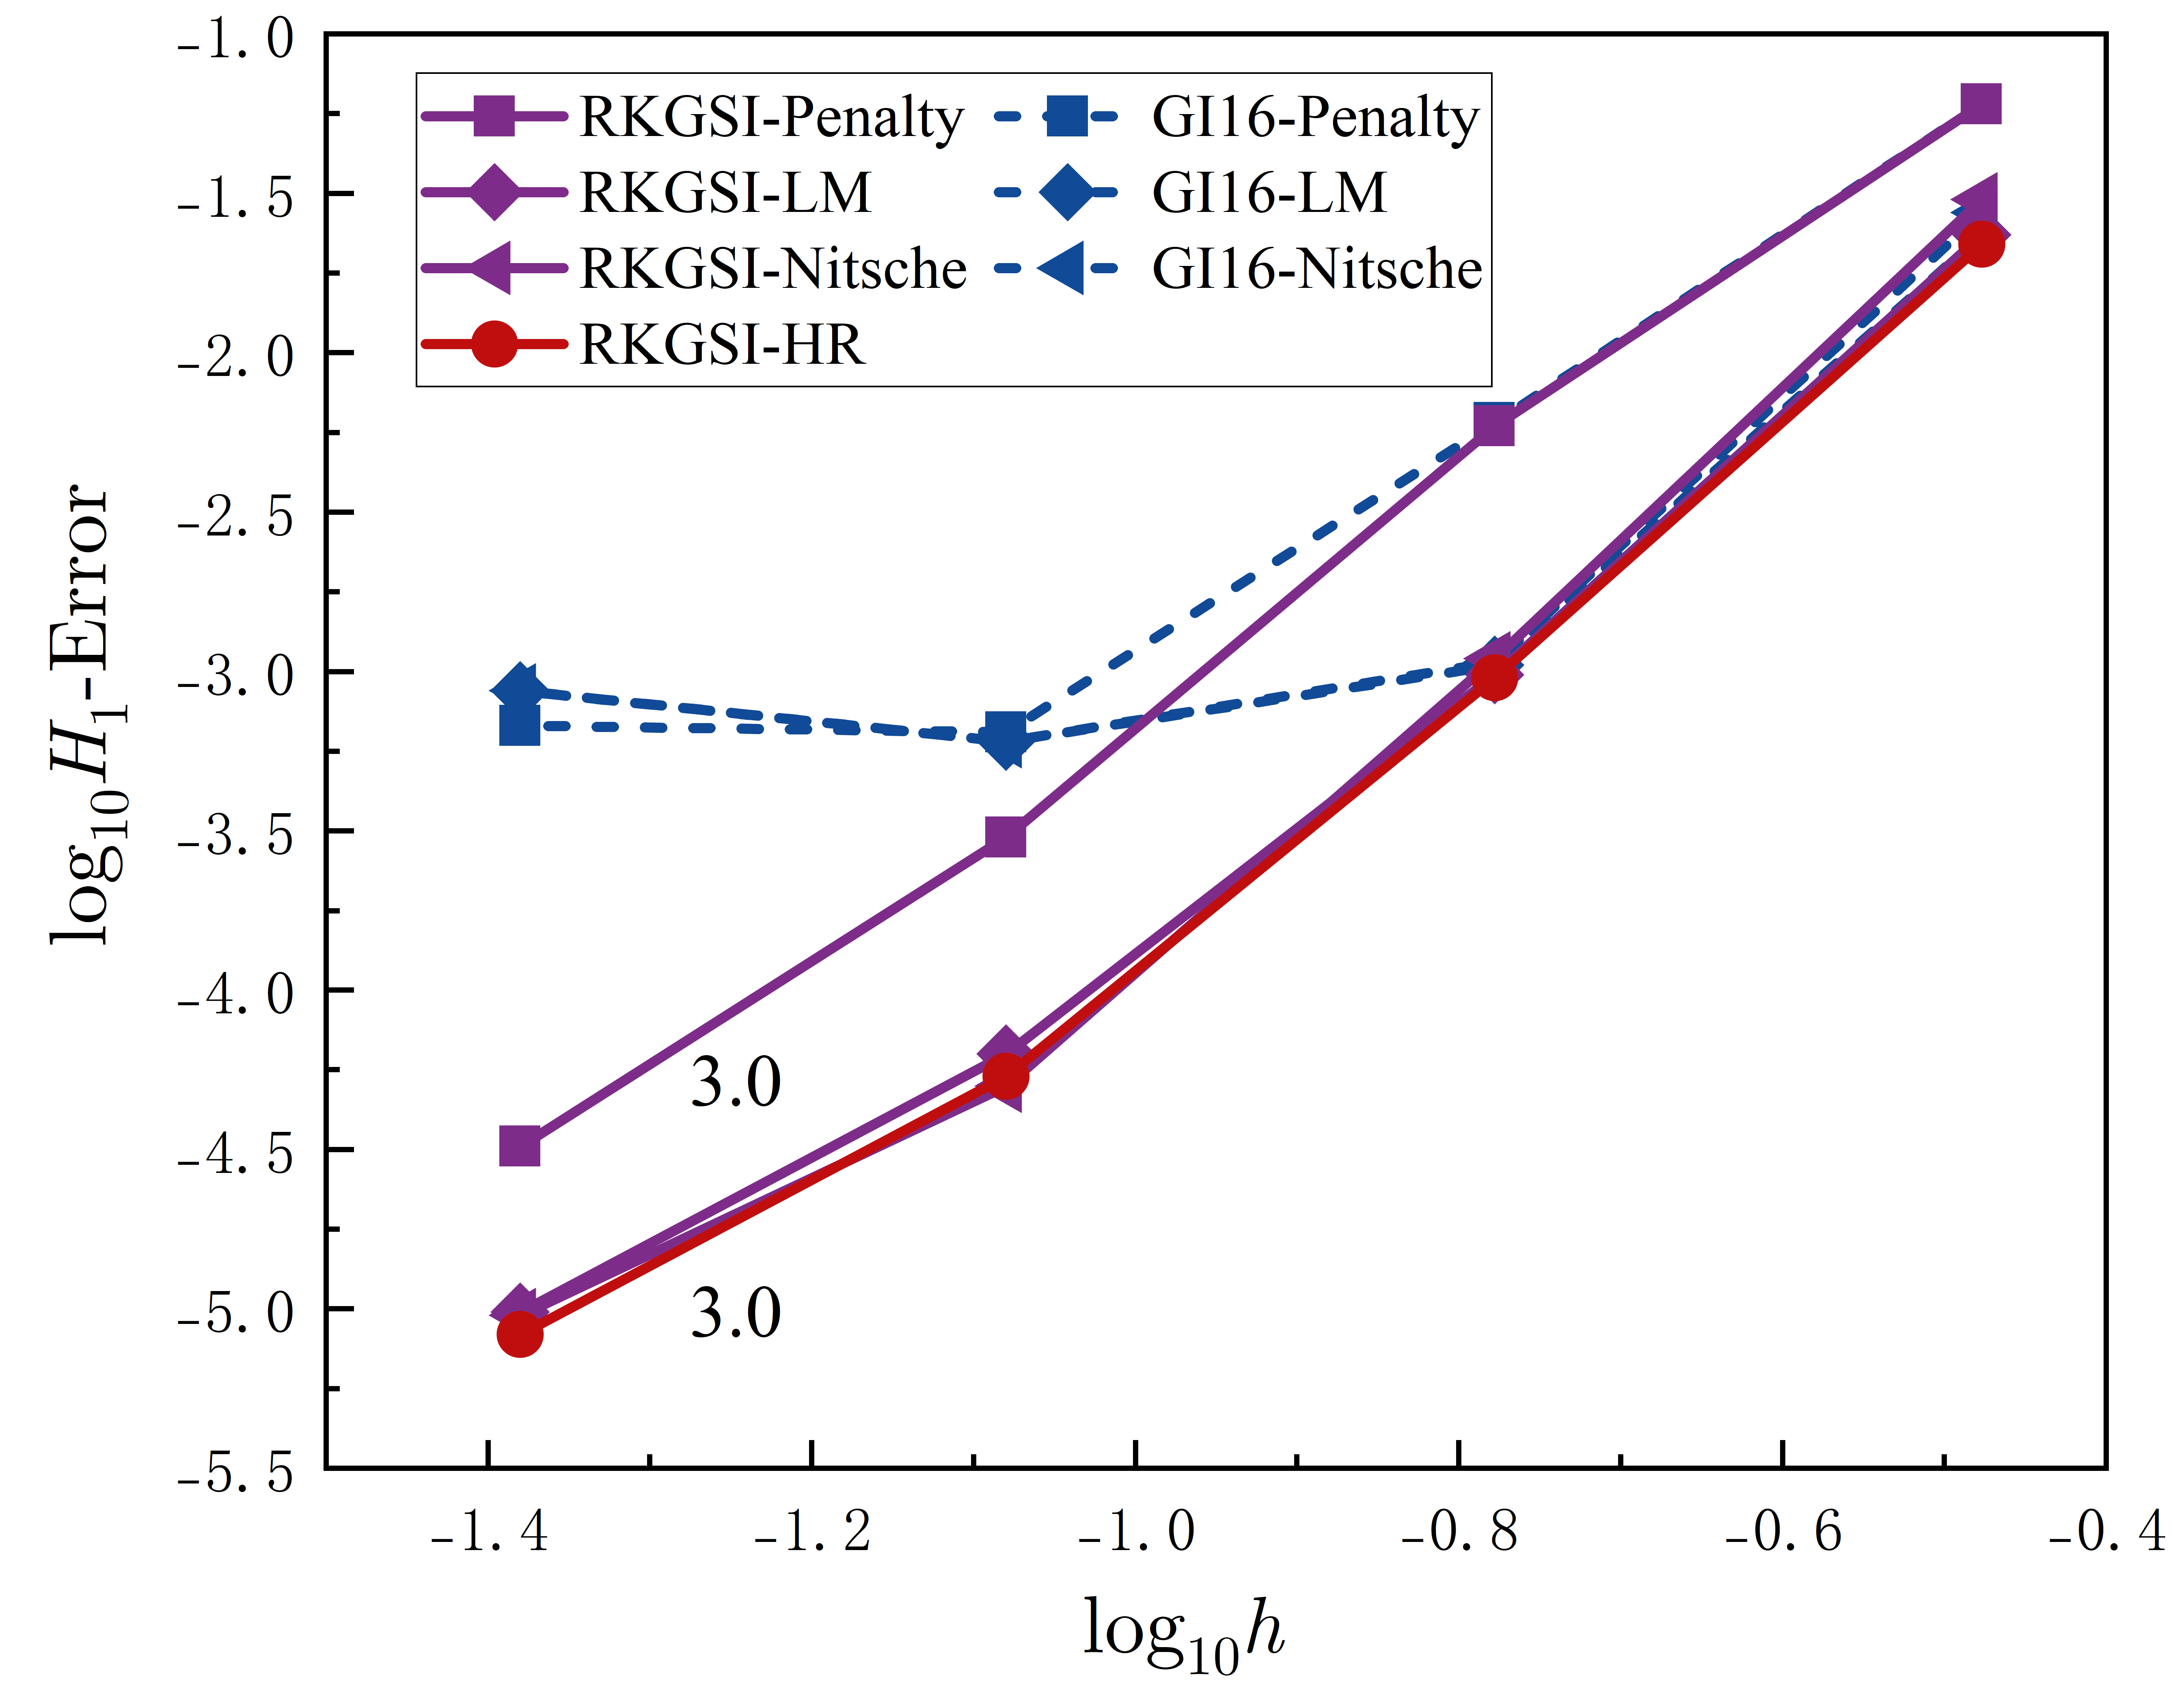 -1.0
-1.5
-2.0
-2.5
-3.0
-3.5
-4.0
-4.5
-5.0
-5.5
log10H1-Error
RKGSI-Penalty
GI16-Penalty
RKGSI-LM
GI16-LM
RKGSI-Nitsche
GI16-Nitsche
RKGSI-HR
3.0
3.0
-1.4 -1.2 -1.0 -0.8 -0.6 -0.4
log10h